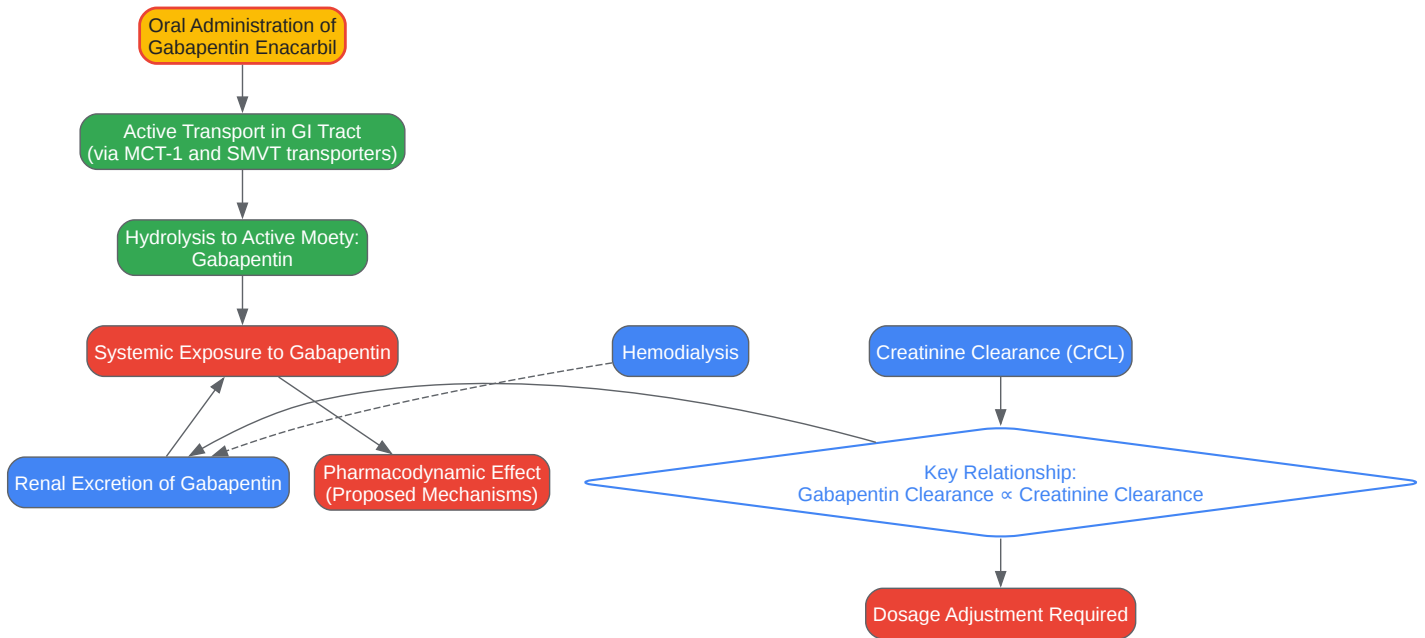 Oral Administration of
Gabapentin Enacarbil
Active Transport in GI Tract
(via MCT-1 and SMVT transporters)
Hydrolysis to Active Moety:
Gabapentin
Systemic Exposure to Gabapentin
Hemodialysis
Creatinine Clearance (CrCL)
Renal Excretion of Gabapentin
Pharmacodynamic Effect
(Proposed Mechanisms)
Key Relationship:
Gabapentin Clearance ∝ Creatinine Clearance
Dosage Adjustment Required